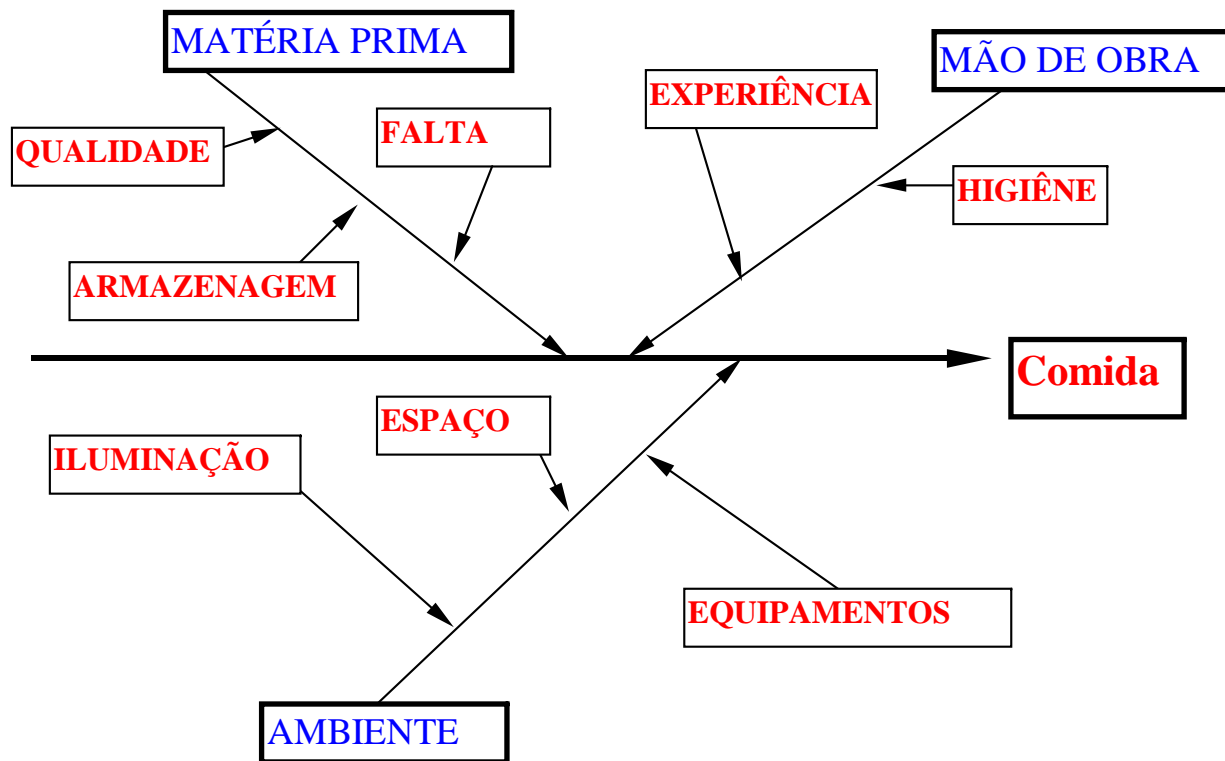 MATÉRIA PRIMA
MÃO DE OBRA
EXPERIÊNCIA
FALTA
QUALIDADE
HIGIÊNE
ARMAZENAGEM
Comida
ESPAÇO
ILUMINAÇÃO
EQUIPAMENTOS
AMBIENTE